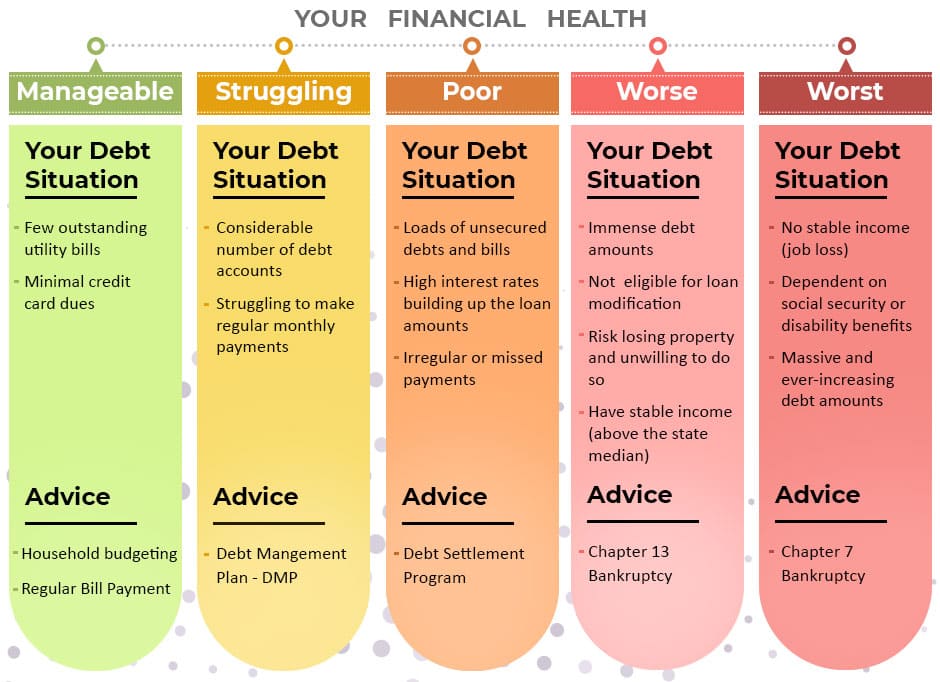 YOUR FINANCIAL HEALTH
Manageable
Your Debt
Situation
- Few outstanding
utility bills
- Minimal credit
card dues
Advice
- Household budgeting
- Regular Bill Payment
Struggling
Your Debt
Situation
- Considerable
number of debt
accounts
- Struggling to make
regular monthly
payments
Advice
- Debt Mangement
Plan - DMP
Poor
Your Debt
Situation
- Loads of unsecured
debts and bills
- High interest rates
building up the loan
amounts
- Irregular or missed
payments
Advice
- Debt Settlement
Program
Worse
Your Debt
Situation
- Immense debt
amounts
- Not eligible for loan
modification
- Risk losing property
and unwilling to do
so
- Have stable income
(above the state
median)
Advice
- Chapter 13
Bankruptcy
Worst
Your Debt
Situation
- No stable income
(job loss)
- Dependent on
social security or
disability benefits
- Massive and
ever-increasing
debt amounts
Advice
- Chapter 7
Bankruptcy